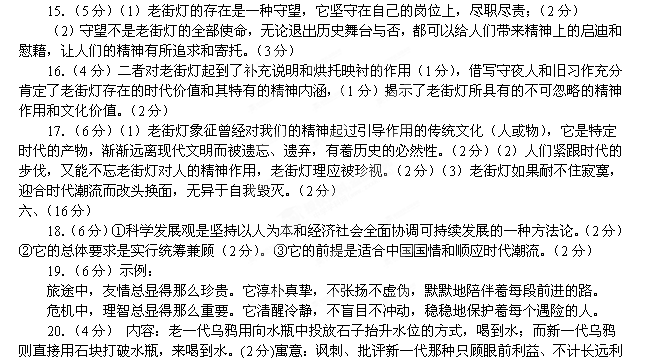 15.（5分）(1）老街灯的存在是一种守望，它坚守在自己的岗位上，尽职尽责；（2分）
（2）守望不是老街灯的全部使命，无论退出历史舞台与否，都可以给人们带来精神上的启迪和
慰藉，让人们的精神有所追求和寄托。（3分）
16.（4分）二者对老街灯起到了补充说明和烘托映衬的作用（1分），借写守夜人和旧习作充分
肯定了老街灯存在的时代价值和其特有的精神内涵，（1分）揭示了老街灯所具有的不可忽略的精神
作用和文化价值。（2分）
17.（6分）（1）老街灯象征曾经对我们的精神起过引导作用的传统文化（人或物），它是特定
时代的产物，渐渐远离现代文明而被遗忘、遗弃，有着历史的必然性。（2分）（2）人们紧跟时代的
步伐，又能不忘老街灯对人的精神作用，老街灯理应被珍视。（2分）（3）老街灯如果耐不住寂寞，
迎合时代潮流而改头换面，无异于自我毁灭。（2分）
六、（16分）
18.（6分）①科学发展观是坚持以人为本和经济社会全面协调可持续发展的一种方法论。（2分）
②它的总体要求是实行统筹兼顾（2分）。③它的前提是适合中国国情和顺应时代潮流。（2分）
19.（6分）示例：
旅途中，友情总显得那么珍贵。它淳朴真挚，不张扬不虚伪，默默地陪伴着每段前进的路。
危机中，理智总显得那么重要。它清醒冷静，不盲目不冲动，稳稳地保护着每个遇险的人。
20.（4分） 内容：老一代乌鸦用向水瓶中投放石子抬升水位的方式，喝到水；而新一代乌鸦
则直接用石块打破水瓶，来喝到水。(2分)寓意：讽刺、批评新一代那种只顾眼前利益、不计长远利